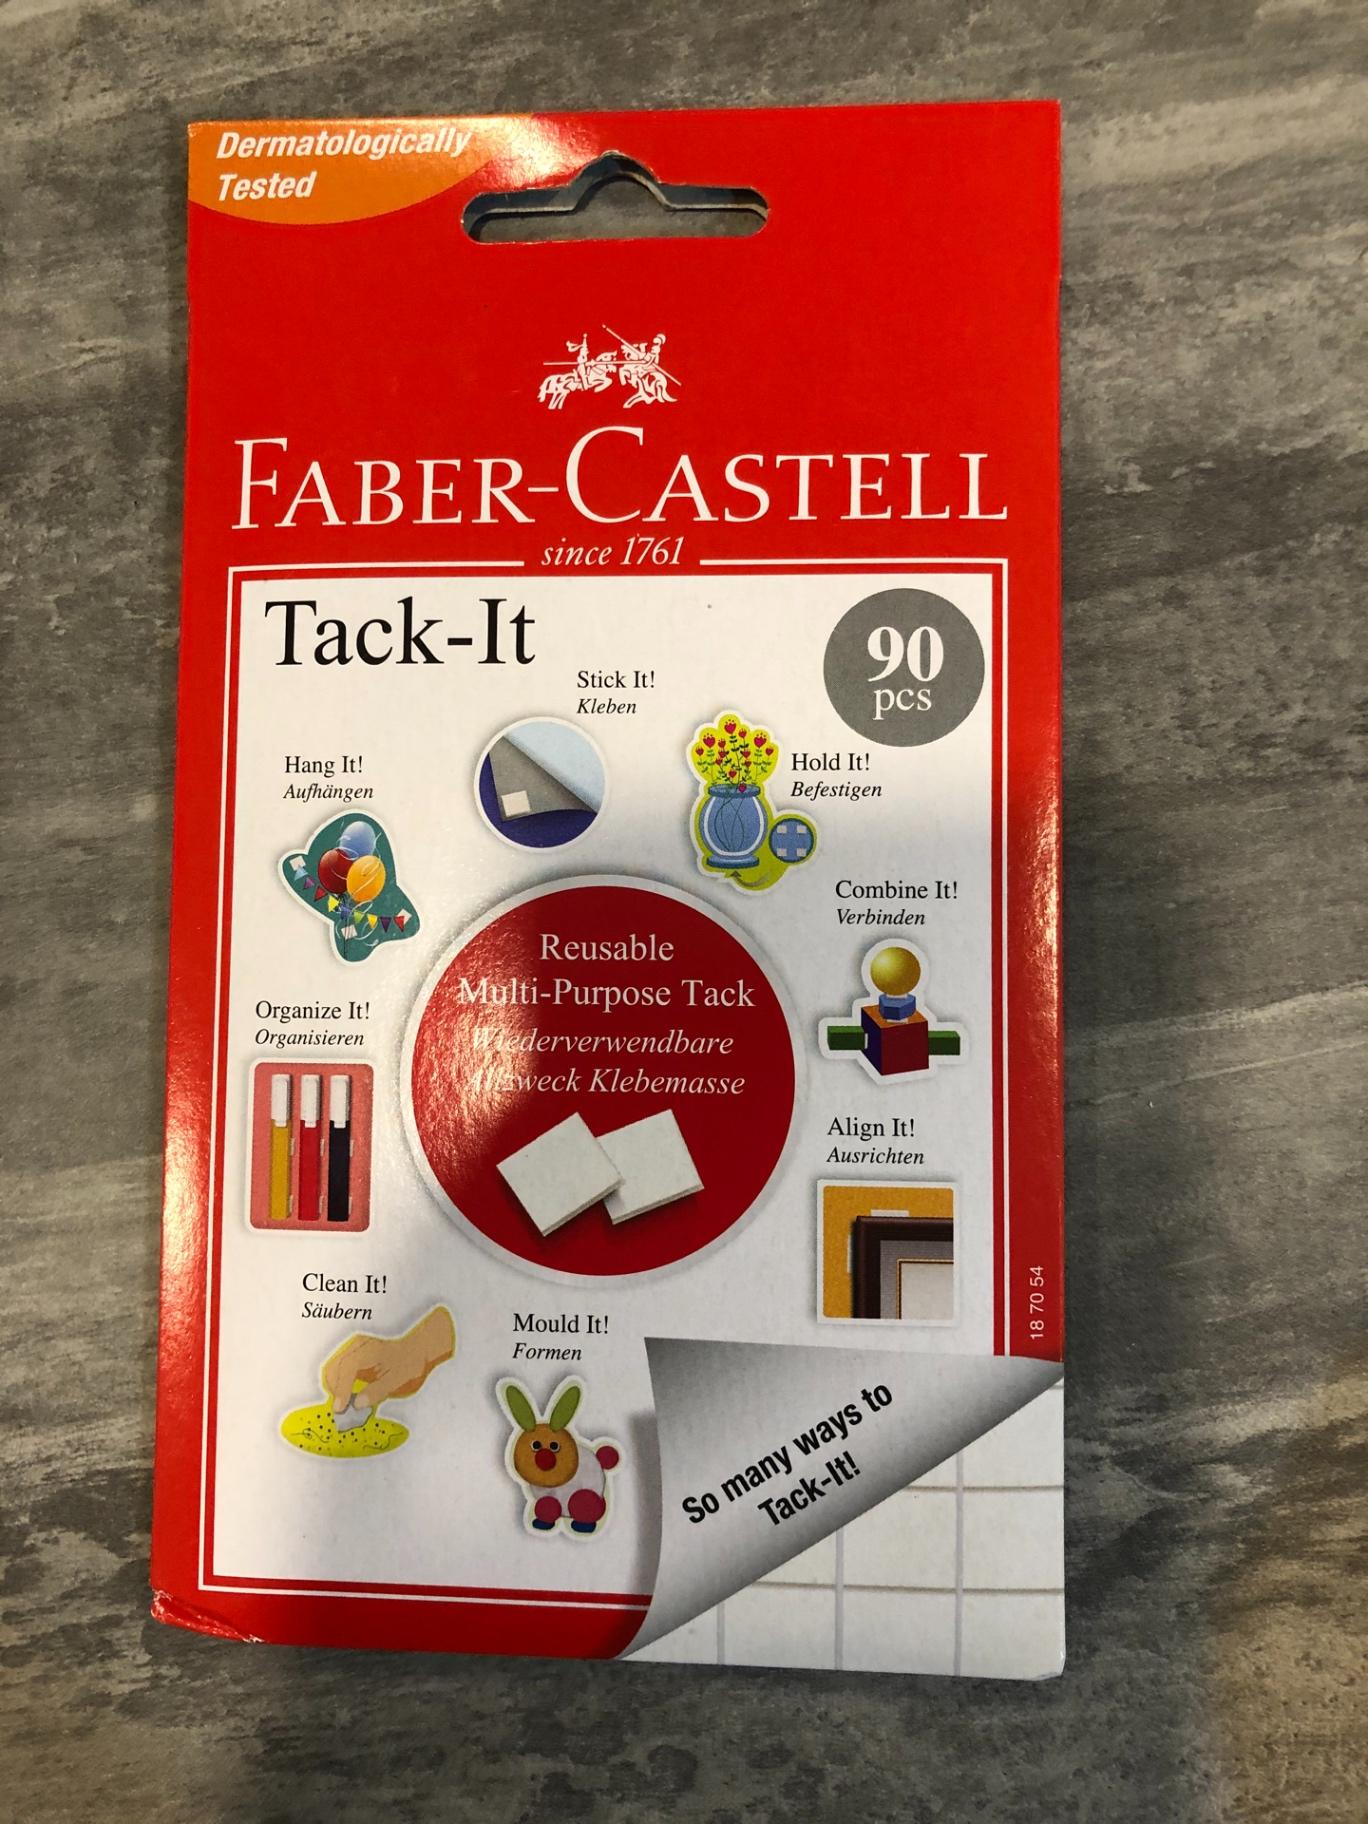 Dermatologically
Tested
FABER-CASTELL
since 1761
Tack-It
90
pcs
Stick It!
Kleben
Hang It!
Aufhängen
Hold It!
Befestigen
Combine It!
Verbinden
Reusable
Multi-Purpose Tack
Wiederverwendbare
Allzweck Klebemasse
Organize It!
Organisieren
Align It!
Ausrichten
Clean It!
Säubern
Mould It!
Formen
18 70 54
So many ways to
Tack-It!